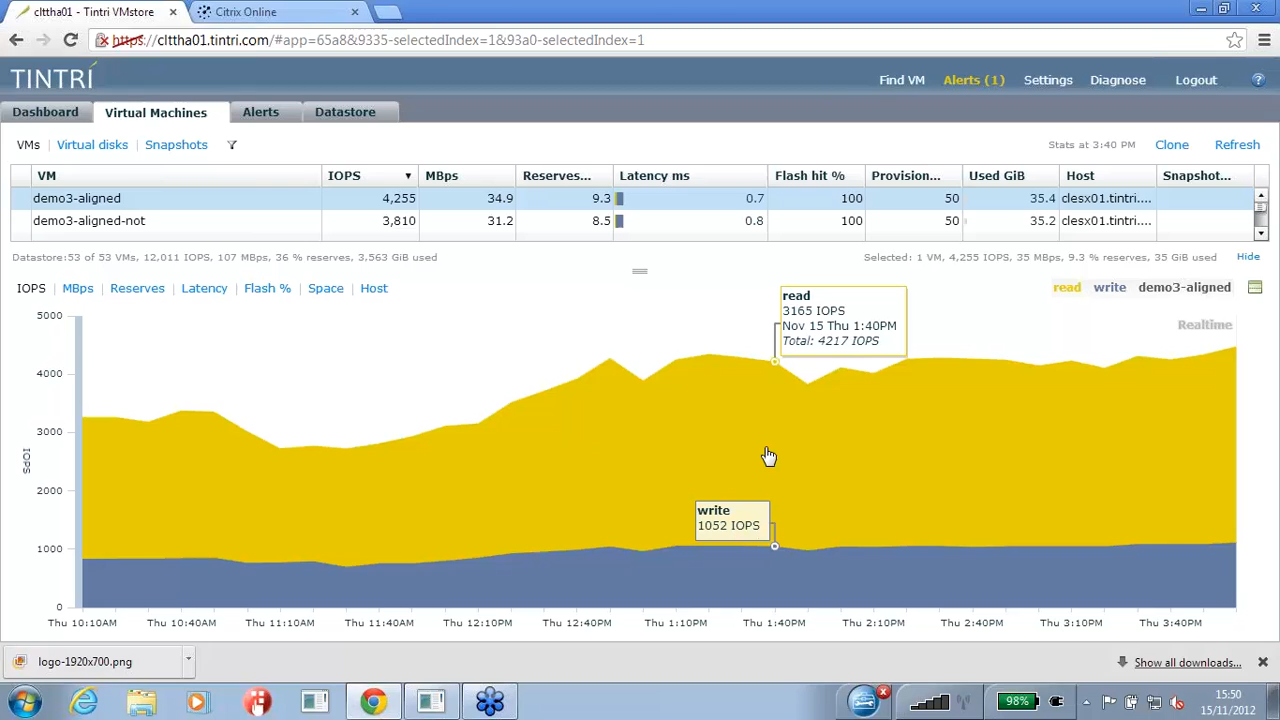 clttha01 - Tintri VMstore
Citrix Online
https://clttha01.tintri.com/#app=65a8&9335-selectedIndex=1&93a0-selectedIndex=1
TINTRI
Find VM Alerts (1) Settings Diagnose Logout ?
Dashboard Virtual Machines Alerts Datastore
VMs Virtual disks Snapshots
Stats at 3:40 PM Clone Refresh
VM IOPS MBps Reserves... Latency ms Flash hit % Provision... Used GiB Host Snapshot...
demo3-aligned 4,255 34.9 9.3 0.7 100 50 35.4 clesx01.tintri....
demo3-aligned-not 3,810 31.2 8.5 0.8 100 50 35.2 clesx01.tintri....
Datastore:53 of 53 VMs, 12,011 IOPS, 107 MBps, 36 % reserves, 3,563 GiB used
Selected: 1 VM, 4,255 IOPS, 35 MBps, 9.3 % reserves, 35 GiB used Hide
IOPS MBps Reserves Latency Flash % Space Host
read write demo3-aligned
Realtime
read
3165 IOPS
Nov 15 Thu 1:40PM
Total: 4217 IOPS
write
1052 IOPS
5000
4000
3000
2000
1000
0
IOPS
Thu 10:10AM Thu 10:40AM Thu 11:10AM Thu 11:40AM Thu 12:10PM Thu 12:40PM Thu 1:10PM Thu 1:40PM Thu 2:10PM Thu 2:40PM Thu 3:10PM Thu 3:40PM
logo-1920x700.png
Show all downloads...
98%
15:50
15/11/2012